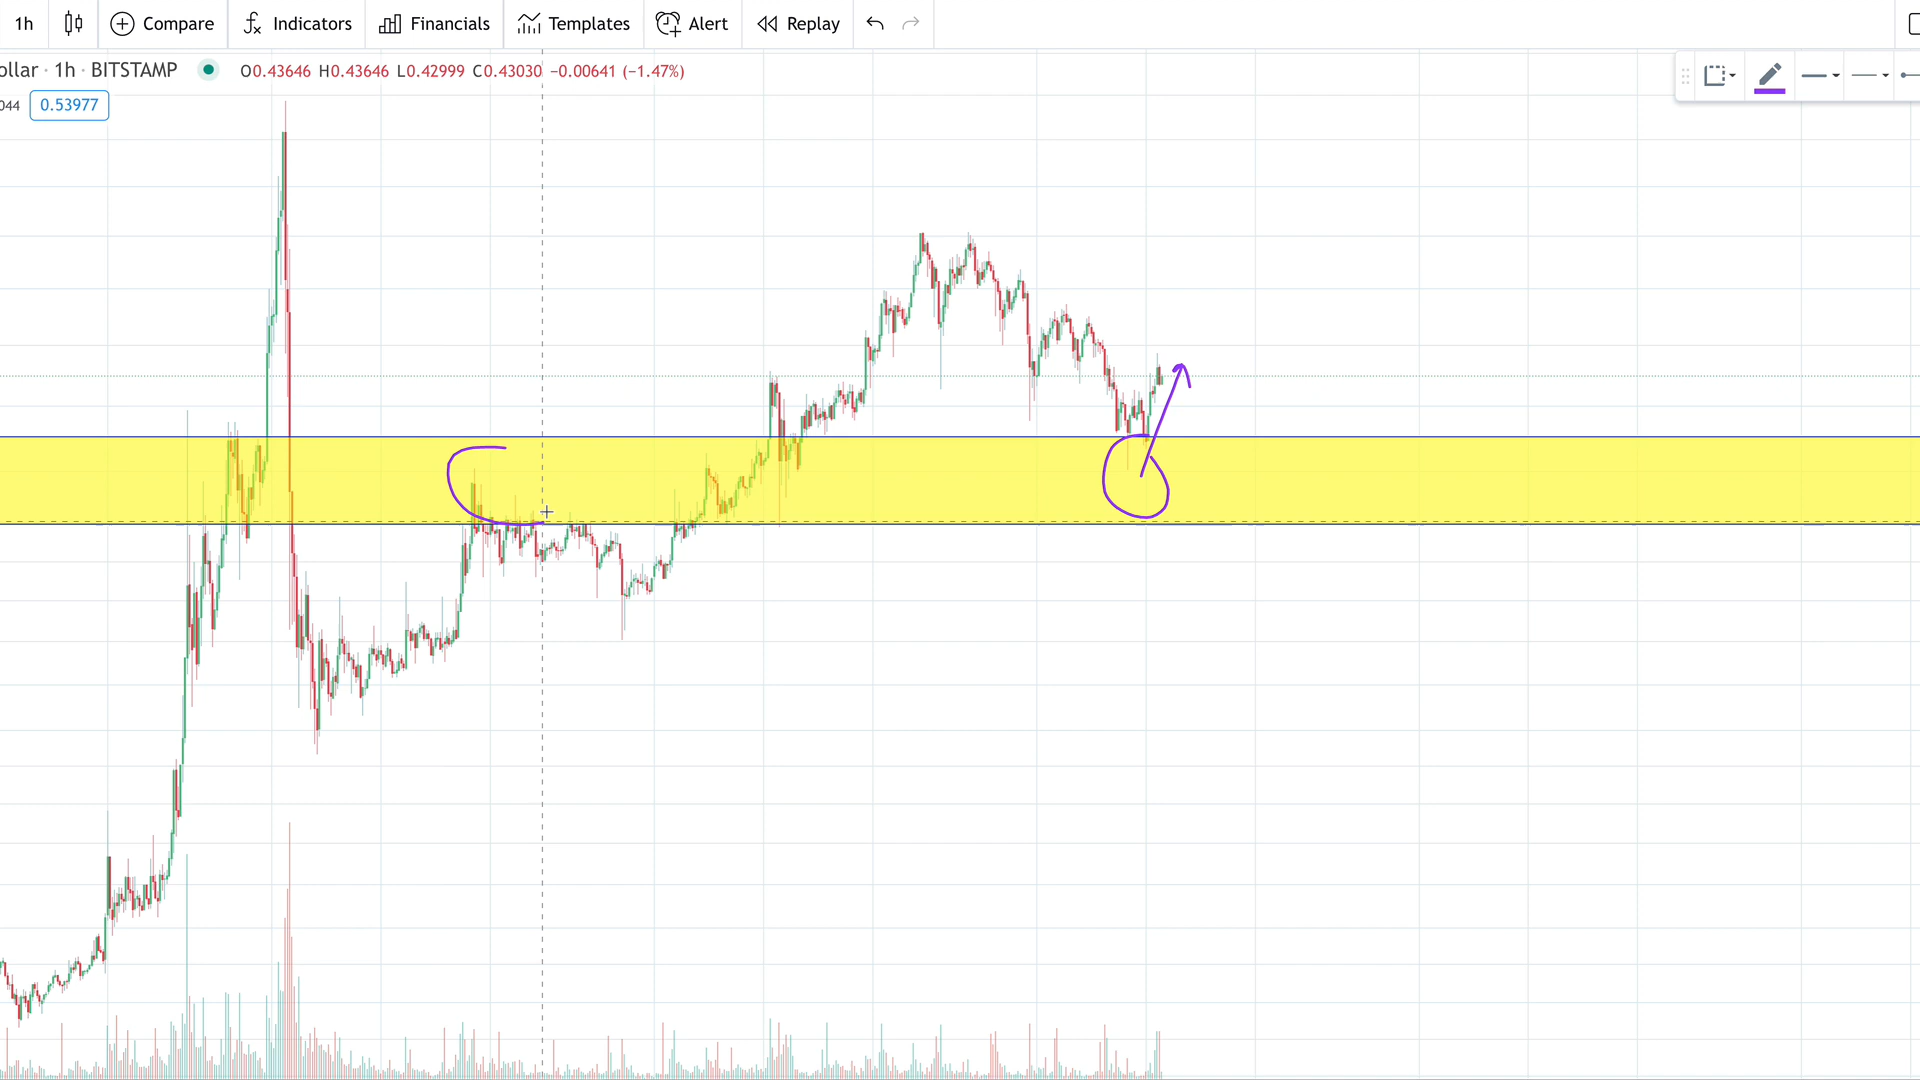 1h Compare Indicators Financials Templates Alert Replay
ollar · 1h · BITSTAMP O0.43646 H0.43646 L0.42999 C0.43030 −0.00641 (−1.47%)
044 0.53977